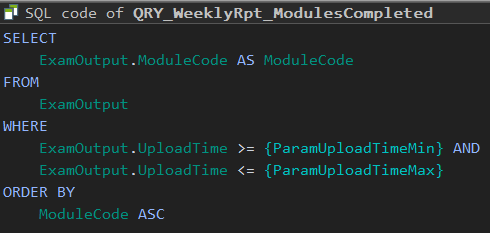 SQL code of QRY_WeeklyRpt_ModulesCompleted
SELECT
ExamOutput.ModuleCode AS ModuleCode
FROM
ExamOutput
WHERE
ExamOutput.UploadTime >= {ParamUploadTimeMin} AND
ExamOutput.UploadTime <= {ParamUploadTimeMax}
ORDER BY
ModuleCode ASC